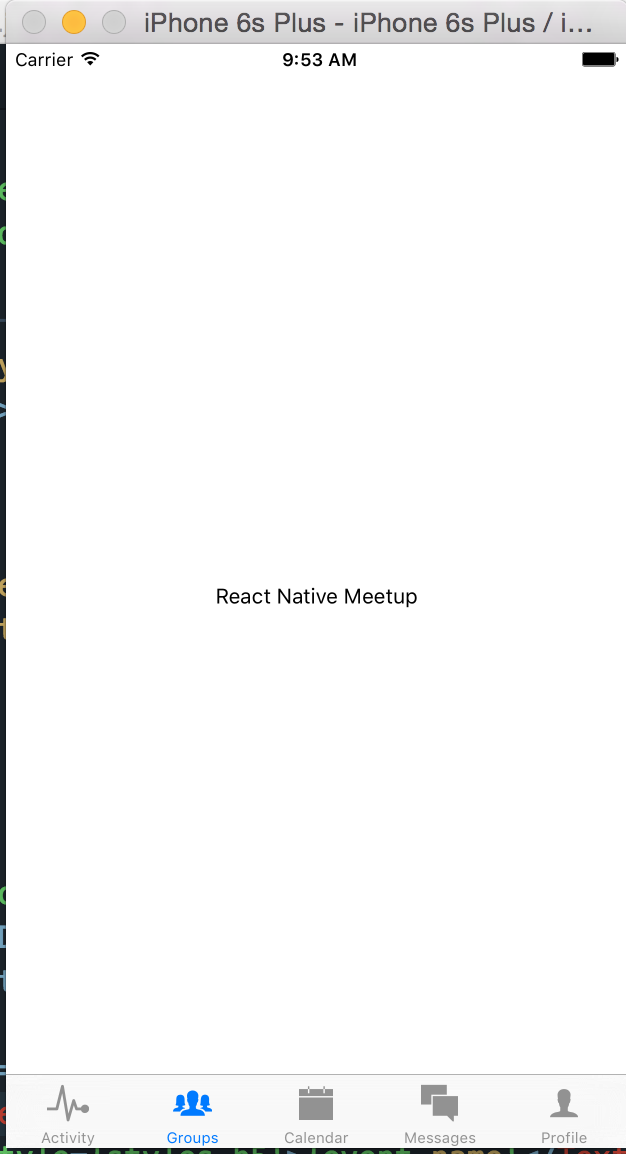 iPhone 6s Plus - iPhone 6s Plus / i...
Carrier
9:53 AM
React Native Meetup
Activity
Groups
Calendar
Messages
Profile